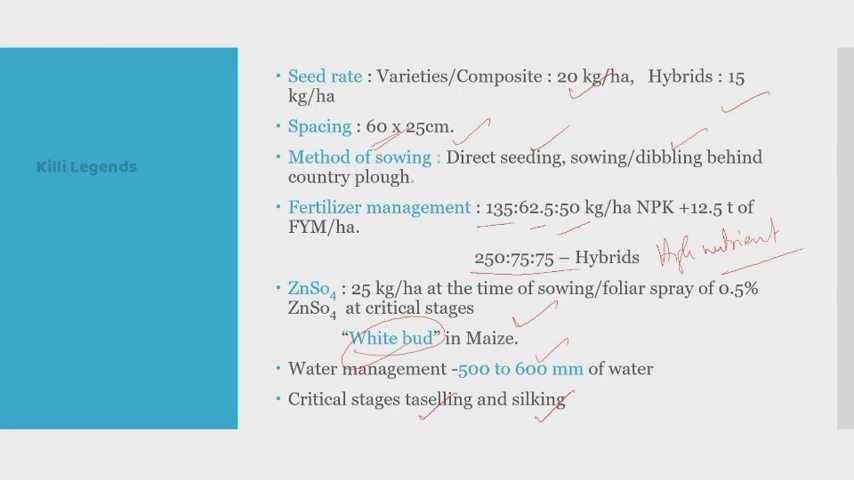 Killi Legends
• Seed rate : Varieties/Composite : 20 kg/ha, Hybrids : 15
kg/ha
• Spacing : 60 x 25cm.
• Method of sowing : Direct seeding, sowing/dibbling behind
country plough.
• Fertilizer management : 135:62.5:50 kg/ha NPK +12.5 t of
FYM/ha.
250:75:75 – Hybrids High nutrient
• ZnSo4 : 25 kg/ha at the time of sowing/foliar spray of 0.5%
ZnSo4 at critical stages
“White bud” in Maize.
• Water management -500 to 600 mm of water
• Critical stages taselling and silking